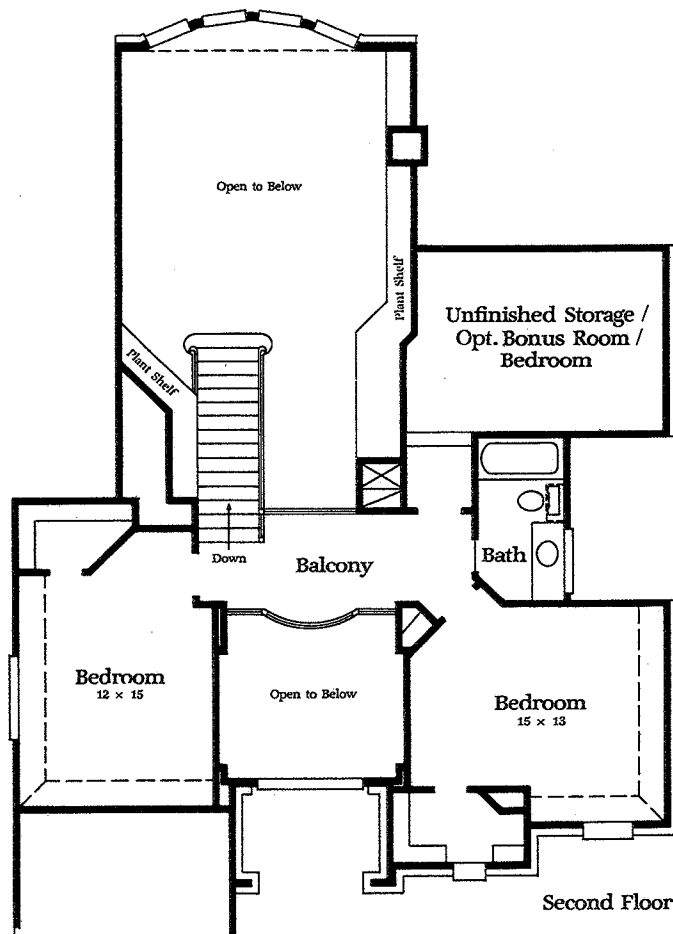 Open to Below
Plant Shelf
Unfinished Storage /
Opt. Bonus Room /
Bedroom
Plant Shelf
Down
Balcony
Bath
Bedroom
12 × 15
Open to Below
Bedroom
15 × 13
Second Floor